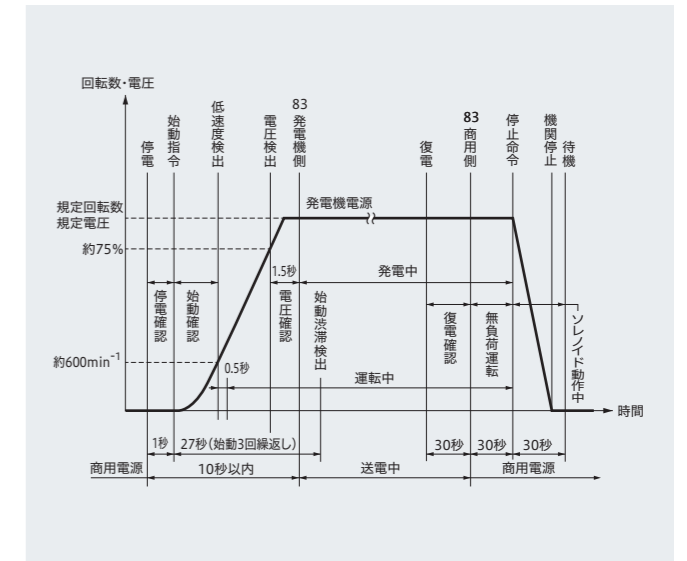 回転数・電圧
停電
始動指令
低速度検出
電圧検出
83
発電機側
復電
83
商用側
停止命令
機関停止
待機
規定回転数
規定電圧
発電機電源
約75%
1.5秒
発電中
停電確認
始動確認
電圧確認
始動渋滞検出
復電確認
無負荷運転
ソレノイド動作中
約600min⁻¹
0.5秒
運転中
時間
1秒
27秒(始動3回繰返し)
30秒
30秒
30秒
商用電源
10秒以内
送電中
商用電源